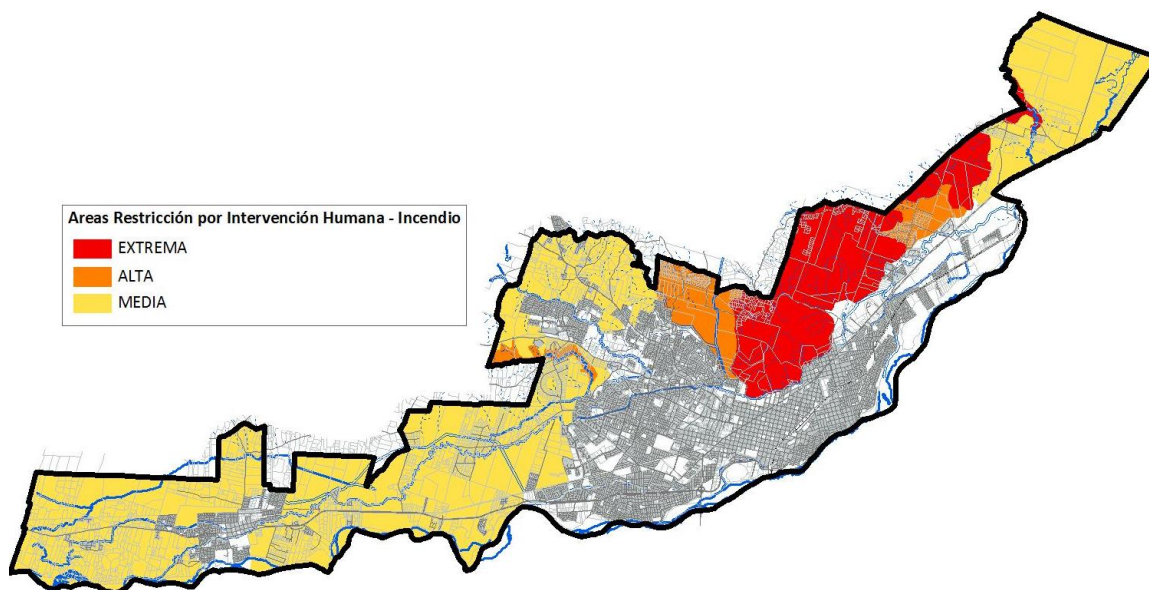 Areas Restricción por Intervención Humana - Incendio
EXTREMA
ALTA
MEDIA